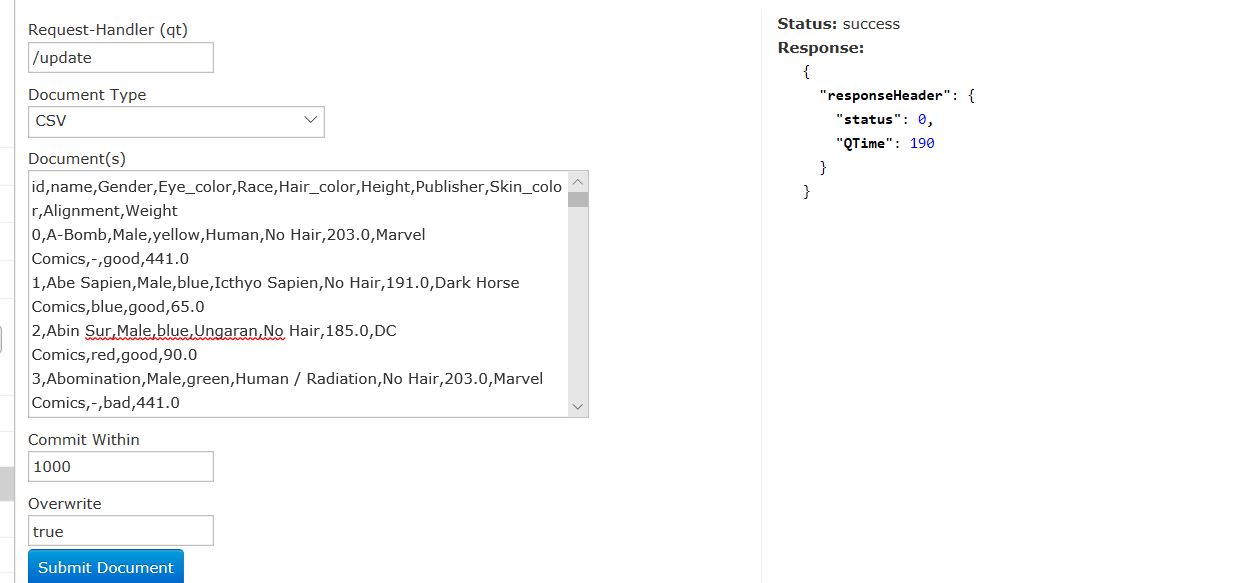 Request-Handler (qt)
/update
Document Type
CSV
Document(s)
id,name,Gender,Eye_color,Race,Hair_color,Height,Publisher,Skin_colo
r,Alignment,Weight
0,A-Bomb,Male,yellow,Human,No Hair,203.0,Marvel
Comics,-,good,441.0
1,Abe Sapien,Male,blue,Icthyo Sapien,No Hair,191.0,Dark Horse
Comics,blue,good,65.0
2,Abin Sur,Male,blue,Ungaran,No Hair,185.0,DC
Comics,red,good,90.0
3,Abomination,Male,green,Human / Radiation,No Hair,203.0,Marvel
Comics,-,bad,441.0
Commit Within
1000
Overwrite
true
Submit Document
Status: success
Response:
{
"responseHeader": {
"status": 0,
"QTime": 190
}
}